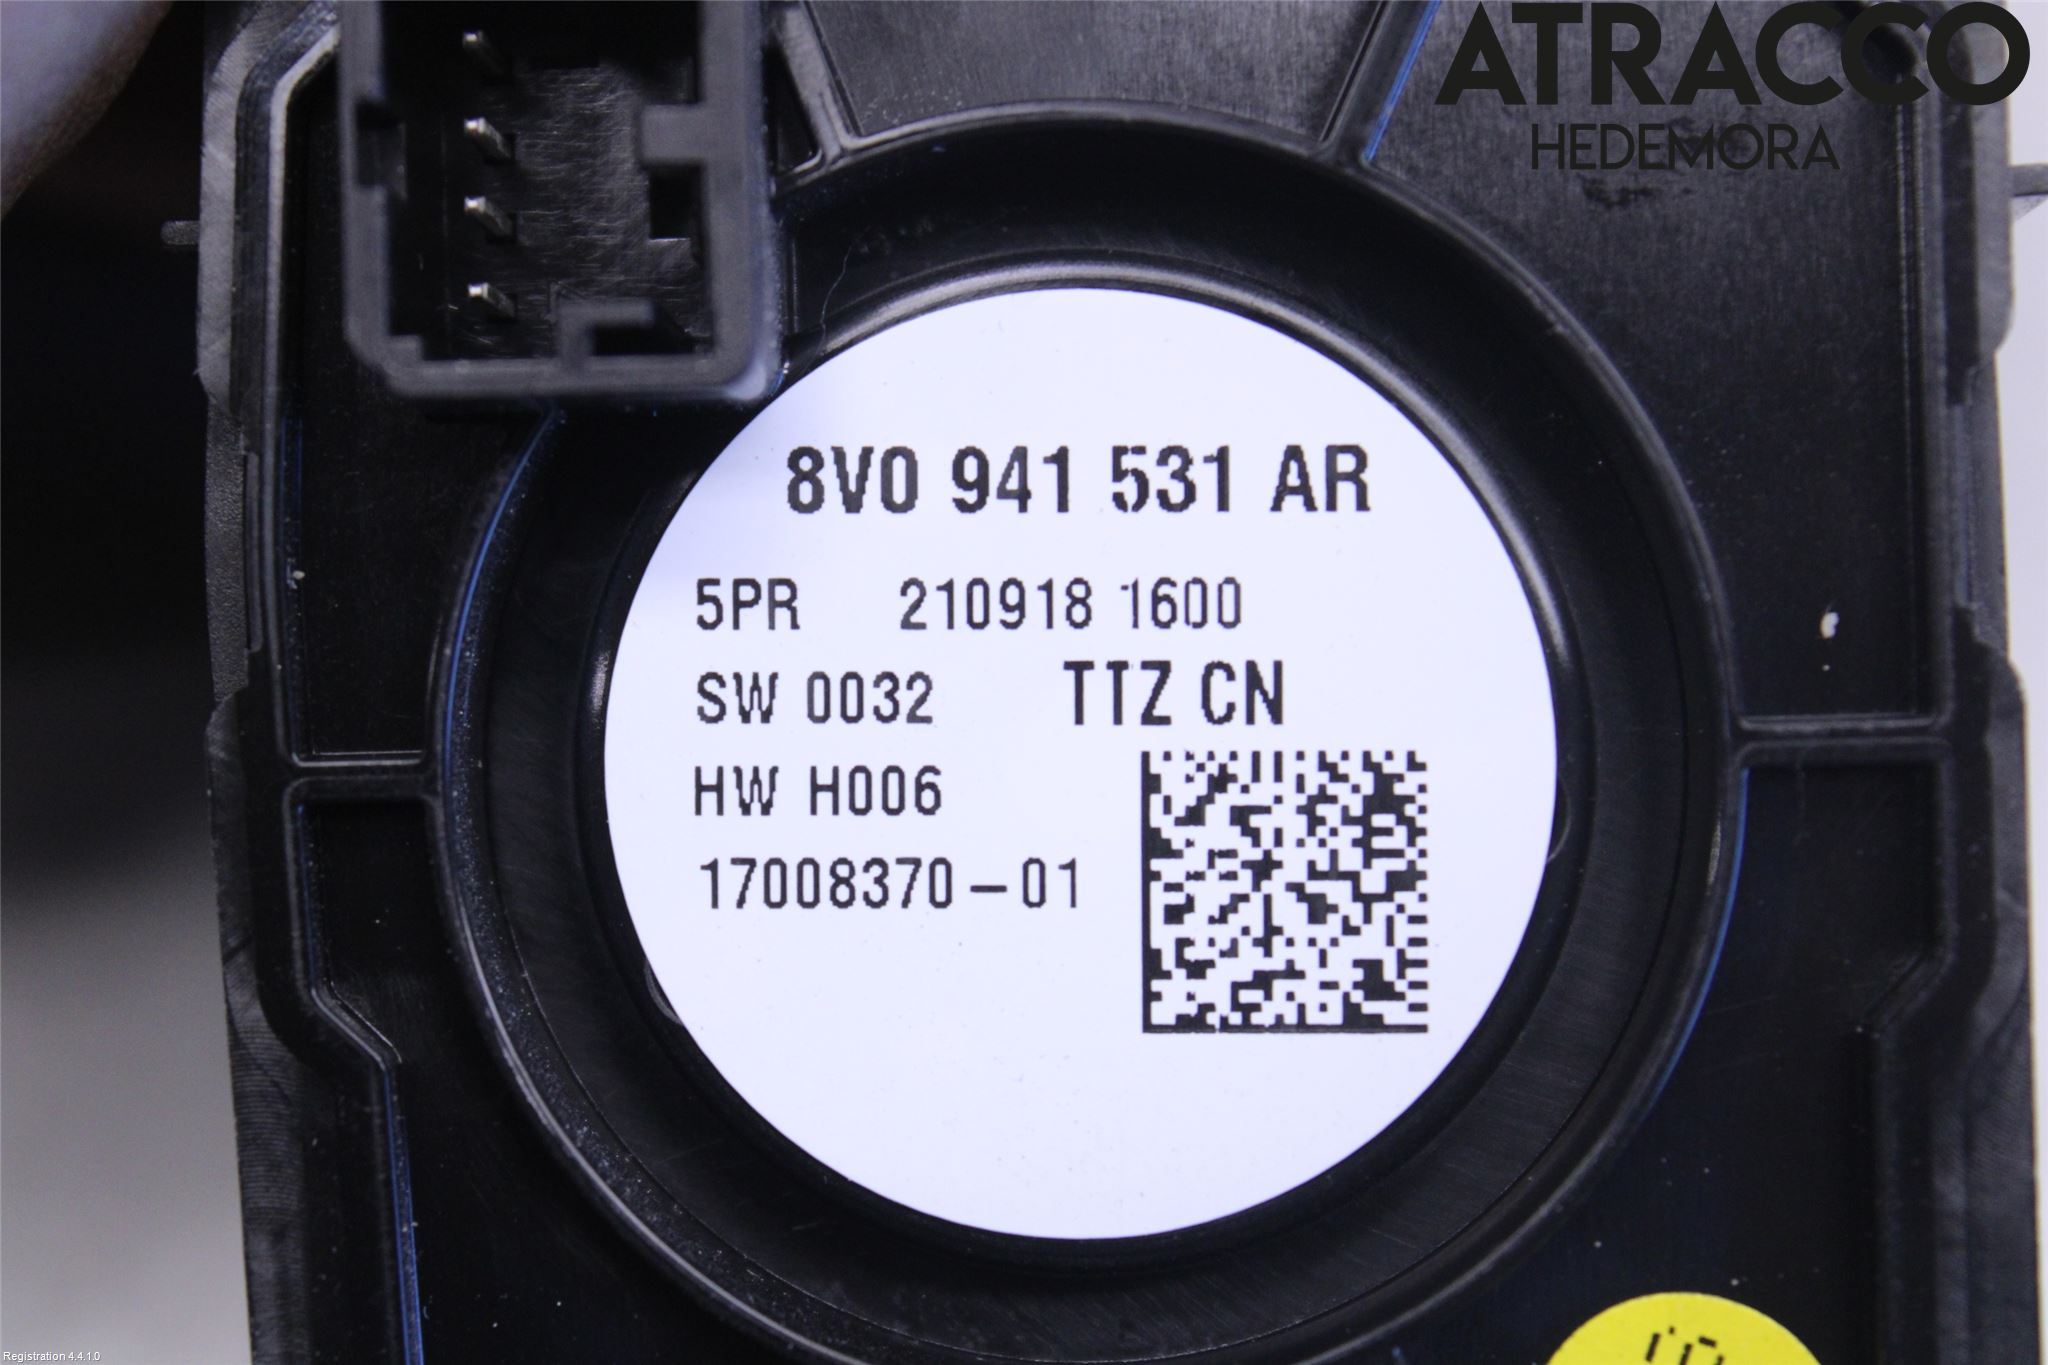 ATRACCO
HEDEMORA
8V0 941 531 AR
5PR 210918 1600
SW 0032 TTZ CN
HW H006
17008370-01
Registration 4.4.1.0